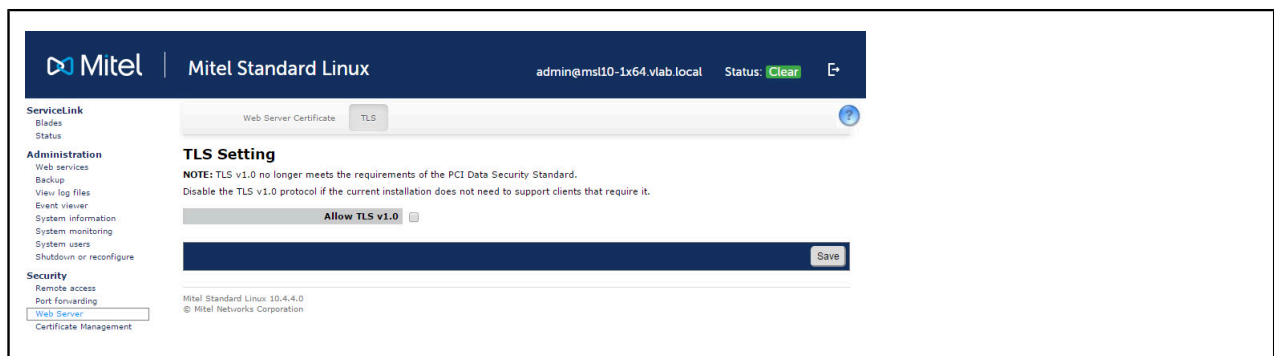 Mitel
Mitel Standard Linux
admin@msl10-1x64.vlab.local
Status: Clear
ServiceLink
Blades
Status
Administration
Web services
Backup
View log files
Event viewer
System information
System monitoring
System users
Shutdown or reconfigure
Security
Remote access
Port forwarding
Web Server
Certificate Management
Web Server Certificate
TLS
?
TLS Setting
NOTE: TLS v1.0 no longer meets the requirements of the PCI Data Security Standard.
Disable the TLS v1.0 protocol if the current installation does not need to support clients that require it.
Allow TLS v1.0
Save
Mitel Standard Linux 10.4.4.0
© Mitel Networks Corporation